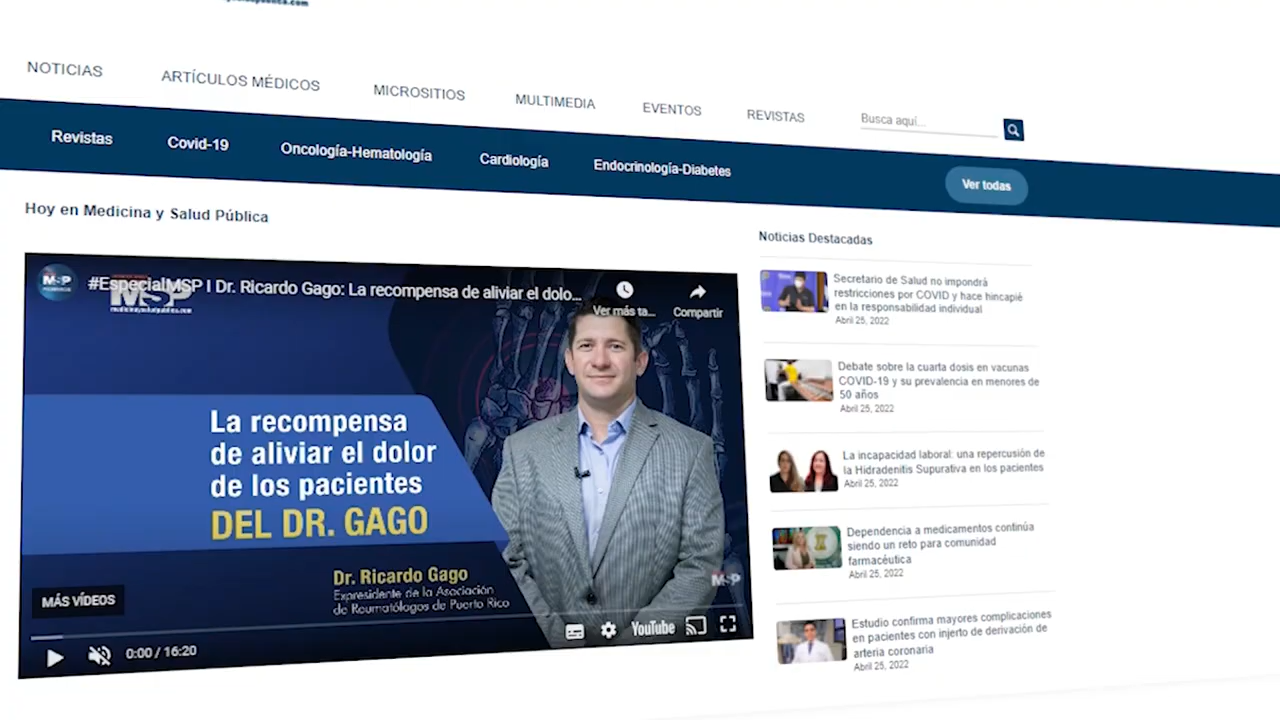 NOTICIAS
ARTÍCULOS MÉDICOS
MICROSITIOS
MULTIMEDIA
EVENTOS
REVISTAS
Busca aquí...
Revistas
Covid-19
Oncología-Hematología
Cardiología
Endocrinología-Diabetes
Ver todas
Hoy en Medicina y Salud Pública
MSP
#EspecialMSP I Dr. Ricardo Gago: La recompensa de aliviar el dolo...
MSP
medicinaysaludpublica.com
Ver más ta...
Compartir
La recompensa
de aliviar el dolor
de los pacientes
DEL DR. GAGO
Dr. Ricardo Gago
Expresidente de la Asociación
de Reumatólogos de Puerto Rico
MSP
MÁS VÍDEOS
0:00 / 16:20
YouTube
Noticias Destacadas
Secretario de Salud no impondrá
restricciones por COVID y hace hincapié
en la responsabilidad individual
Abril 25, 2022
Debate sobre la cuarta dosis en vacunas
COVID-19 y su prevalencia en menores de
50 años
Abril 25, 2022
La incapacidad laboral: una repercusión de
la Hidradenitis Supurativa en los pacientes
Abril 25, 2022
Dependencia a medicamentos continúa
siendo un reto para comunidad
farmacéutica
Abril 25, 2022
Estudio confirma mayores complicaciones
en pacientes con injerto de derivación de
arteria coronaria
Abril 25, 2022